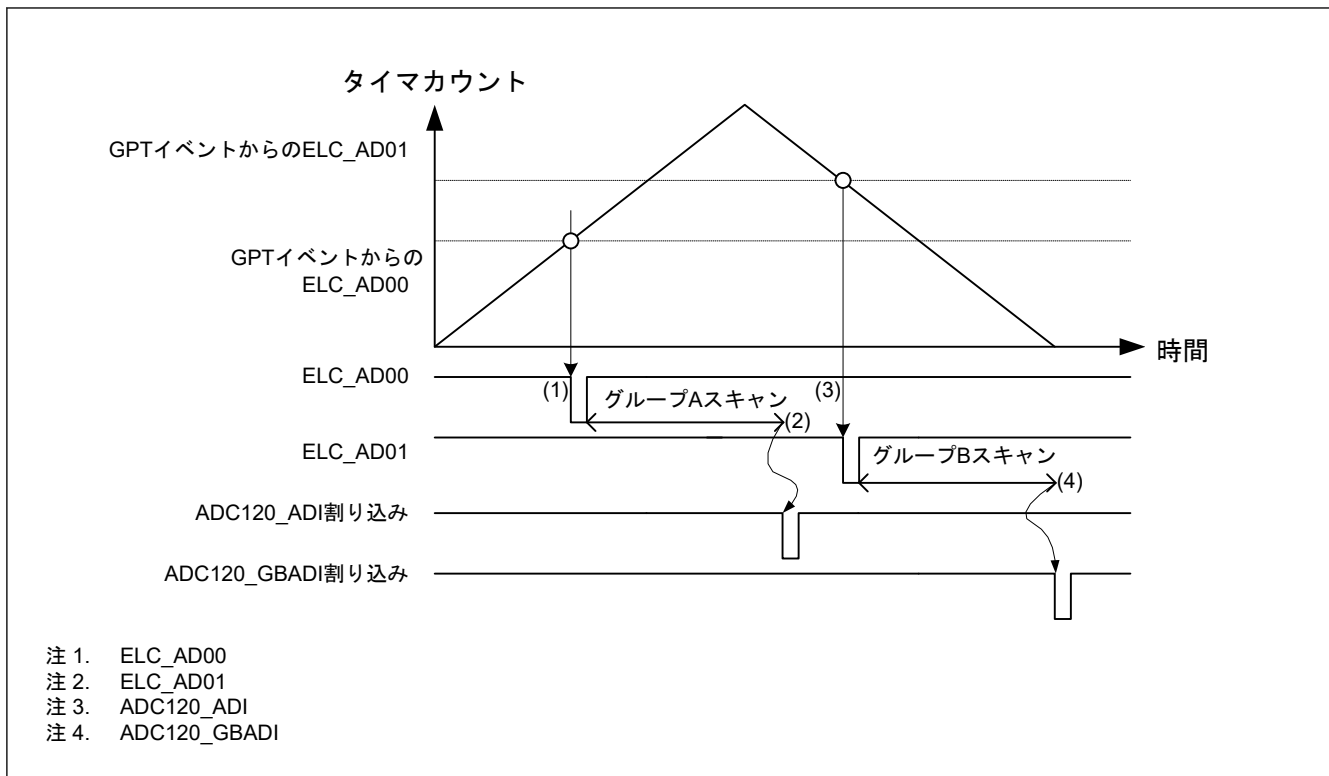 タイマカウント
GPTイベントからのELC_AD01
GPTイベントからの
ELC_AD00
時間
ELC_AD00
(1)
グループAスキャン
(2)
(3)
ELC_AD01
グループBスキャン
(4)
ADC120_ADI割り込み
ADC120_GBADI割り込み
注 1. ELC_AD00
注 2. ELC_AD01
注 3. ADC120_ADI
注 4. ADC120_GBADI